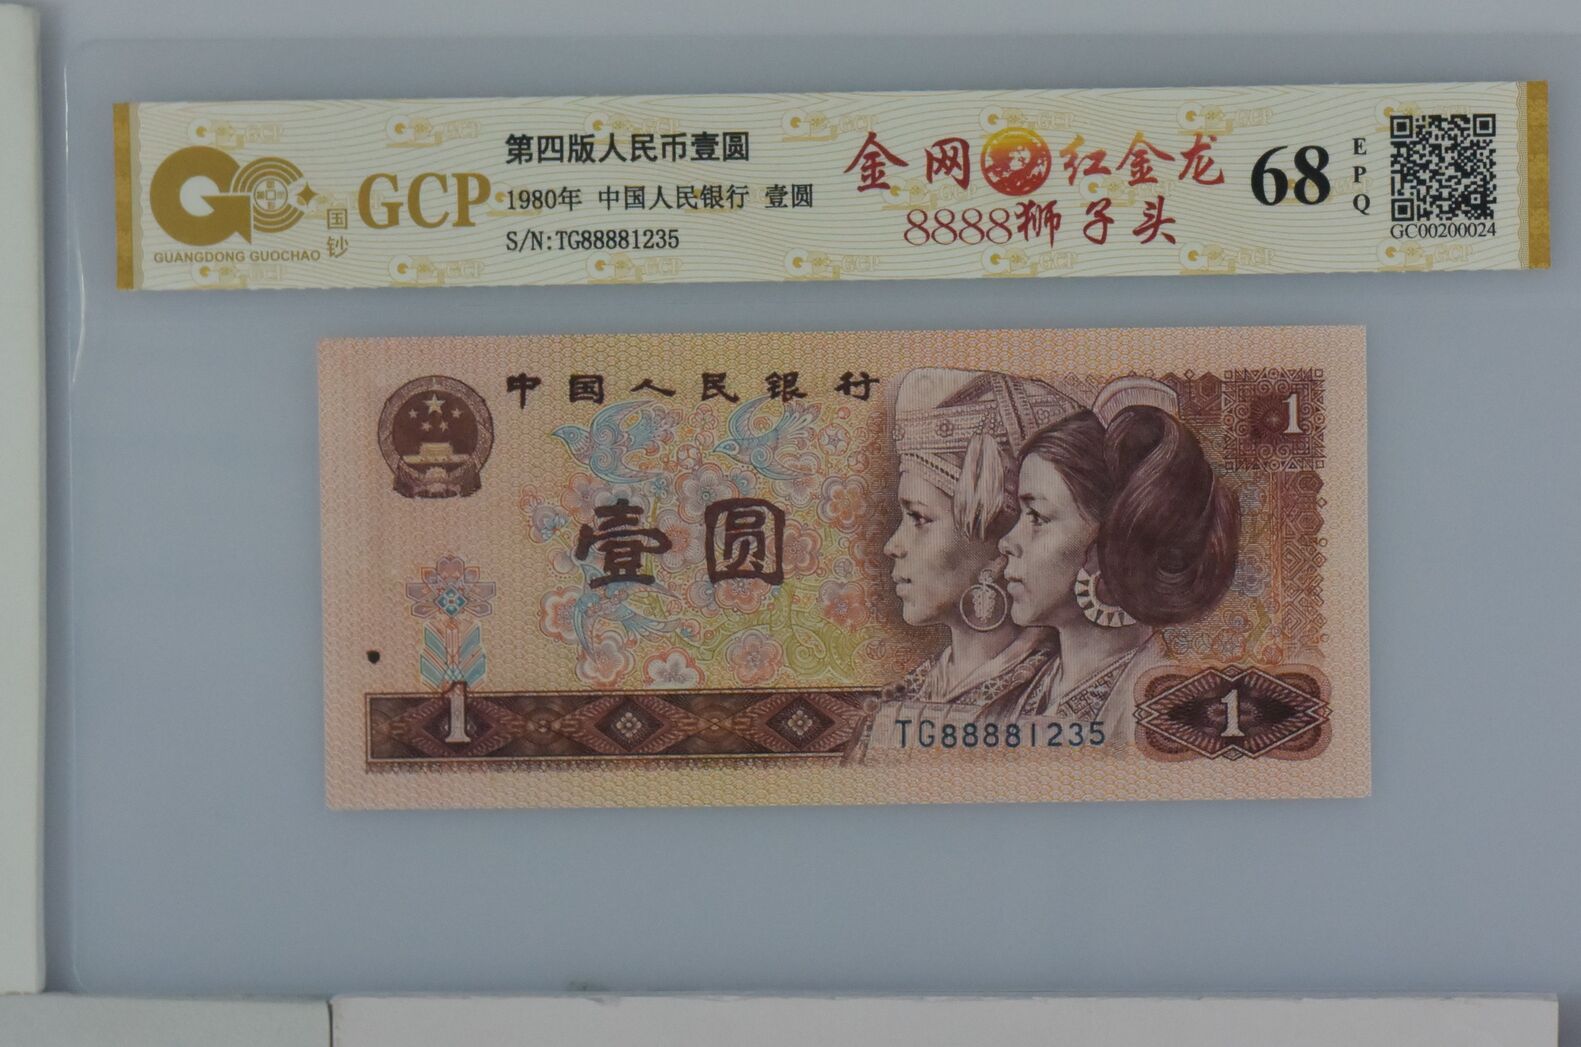 GUANGDONG GUOCHAO
国钞
GCP
第四版人民币壹圆
1980年 中国人民银行 壹圆
S/N:TG88881235
金网红金龙
8888狮子头
68
EPQ
GC00200024
中国人民银行
1
壹圆
1
TG88881235
1